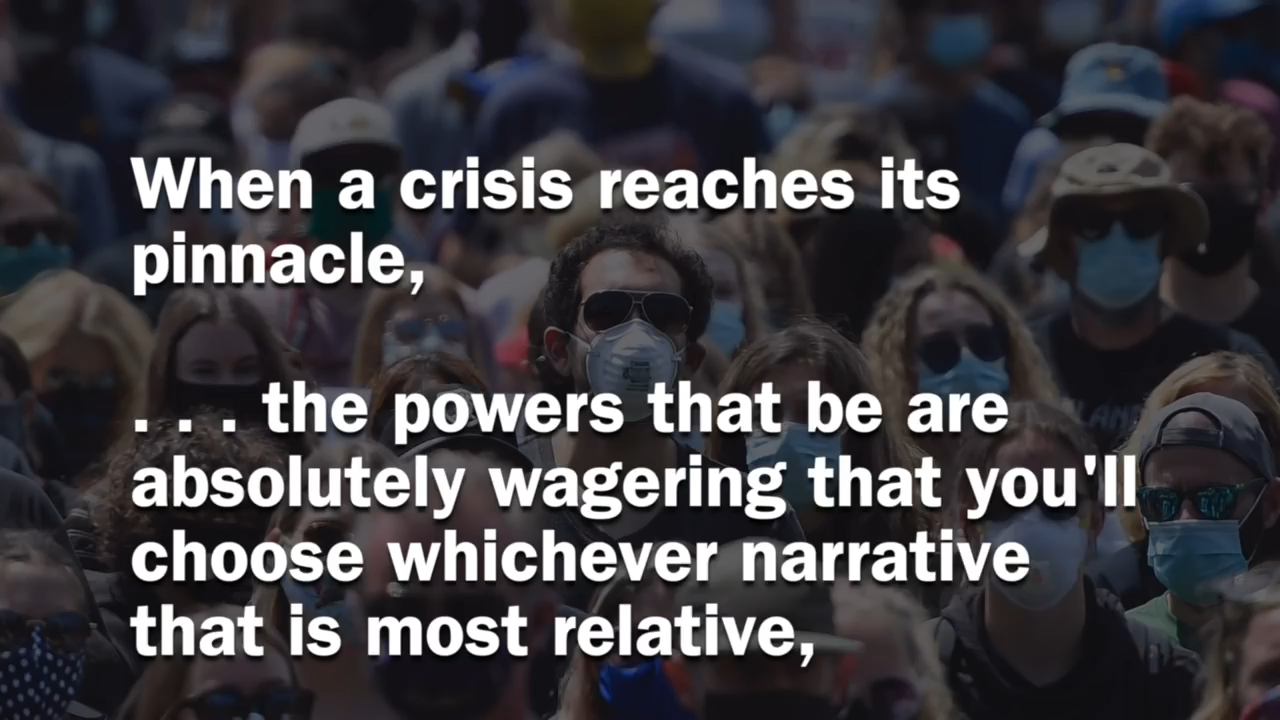 When a crisis reaches its
pinnacle,
. . . the powers that be are
absolutely wagering that you'll
choose whichever narrative
that is most relative,